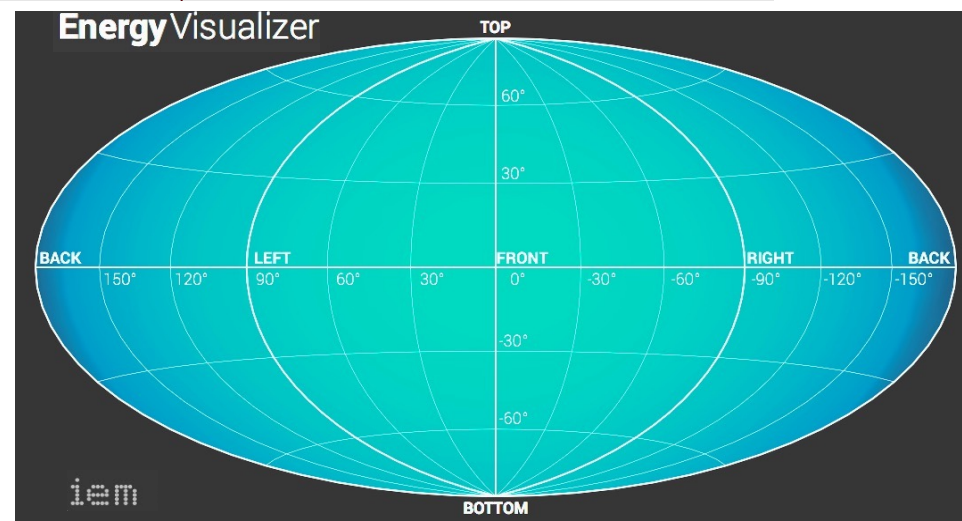 EnergyVisualizer
TOP
60°
30°
BACK LEFT FRONT RIGHT BACK
150° 120° 90° 60° 30° 0° -30° -60° -90° -120° -150°
-30°
-60°
iem
BOTTOM